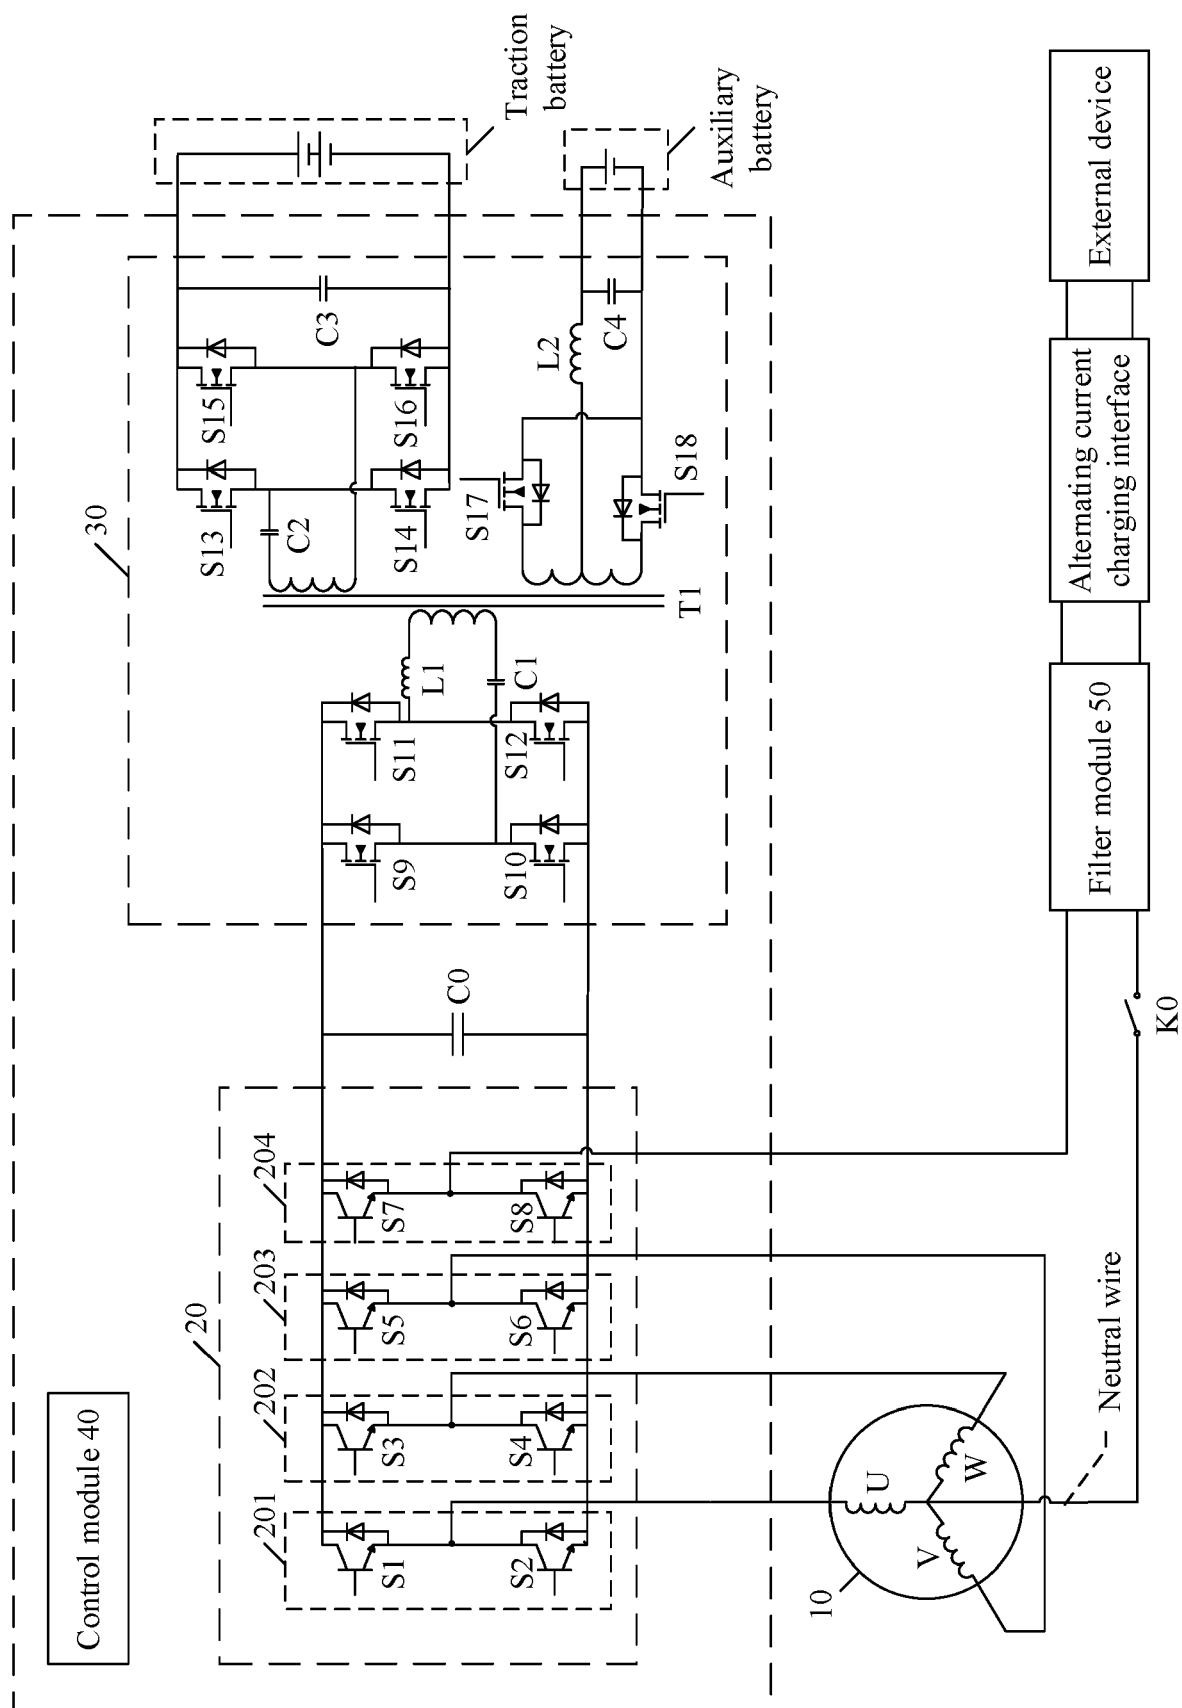 Control module 40
20
201
202
203
204
S1
S2
S3
S4
S5
S6
S7
S8
C0
30
S9
S10
S11
S12
L1
C1
T1
S13
S14
C2
S15
S16
C3
S17
S18
L2
C4
Traction
battery
Auxiliary
battery
10
U
V
W
Neutral wire
K0
Filter module 50
Alternating current
charging interface
External device